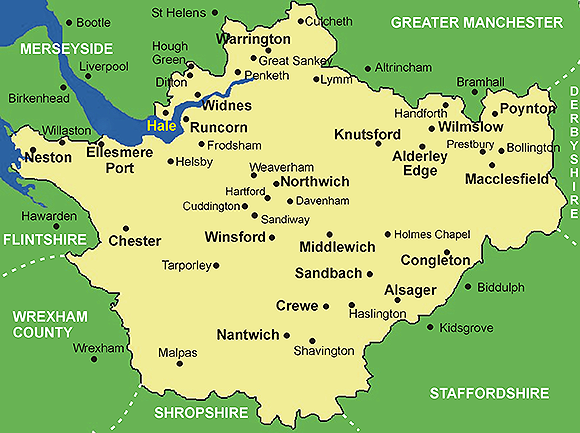 St Helens
Culcheth
Bootle
GREATER MANCHESTER
Warrington
MERSEYSIDE
Hough
Green
Great Sankey
Liverpool
Penketh
Altrincham
Ditton
Lymm
Birkenhead
Bramhall
DERBYSHIRE
Widnes
Handforth
Poynton
Hale
Runcorn
Wilmslow
Willaston
Knutsford
Frodsham
Prestbury
Bollington
Neston
Ellesmere
Port
Alderley
Edge
Helsby
Macclesfield
Weaverham
Northwich
Hartford
Davenham
Cuddington
Hawarden
Sandiway
FLINTSHIRE
Chester
Winsford
Middlewich
Holmes Chapel
Congleton
Tarporley
Sandbach
Alsager
Biddulph
Crewe
Haslington
WREXHAM
COUNTY
Kidsgrove
Nantwich
Wrexham
Malpas
Shavington
STAFFORDSHIRE
SHROPSHIRE